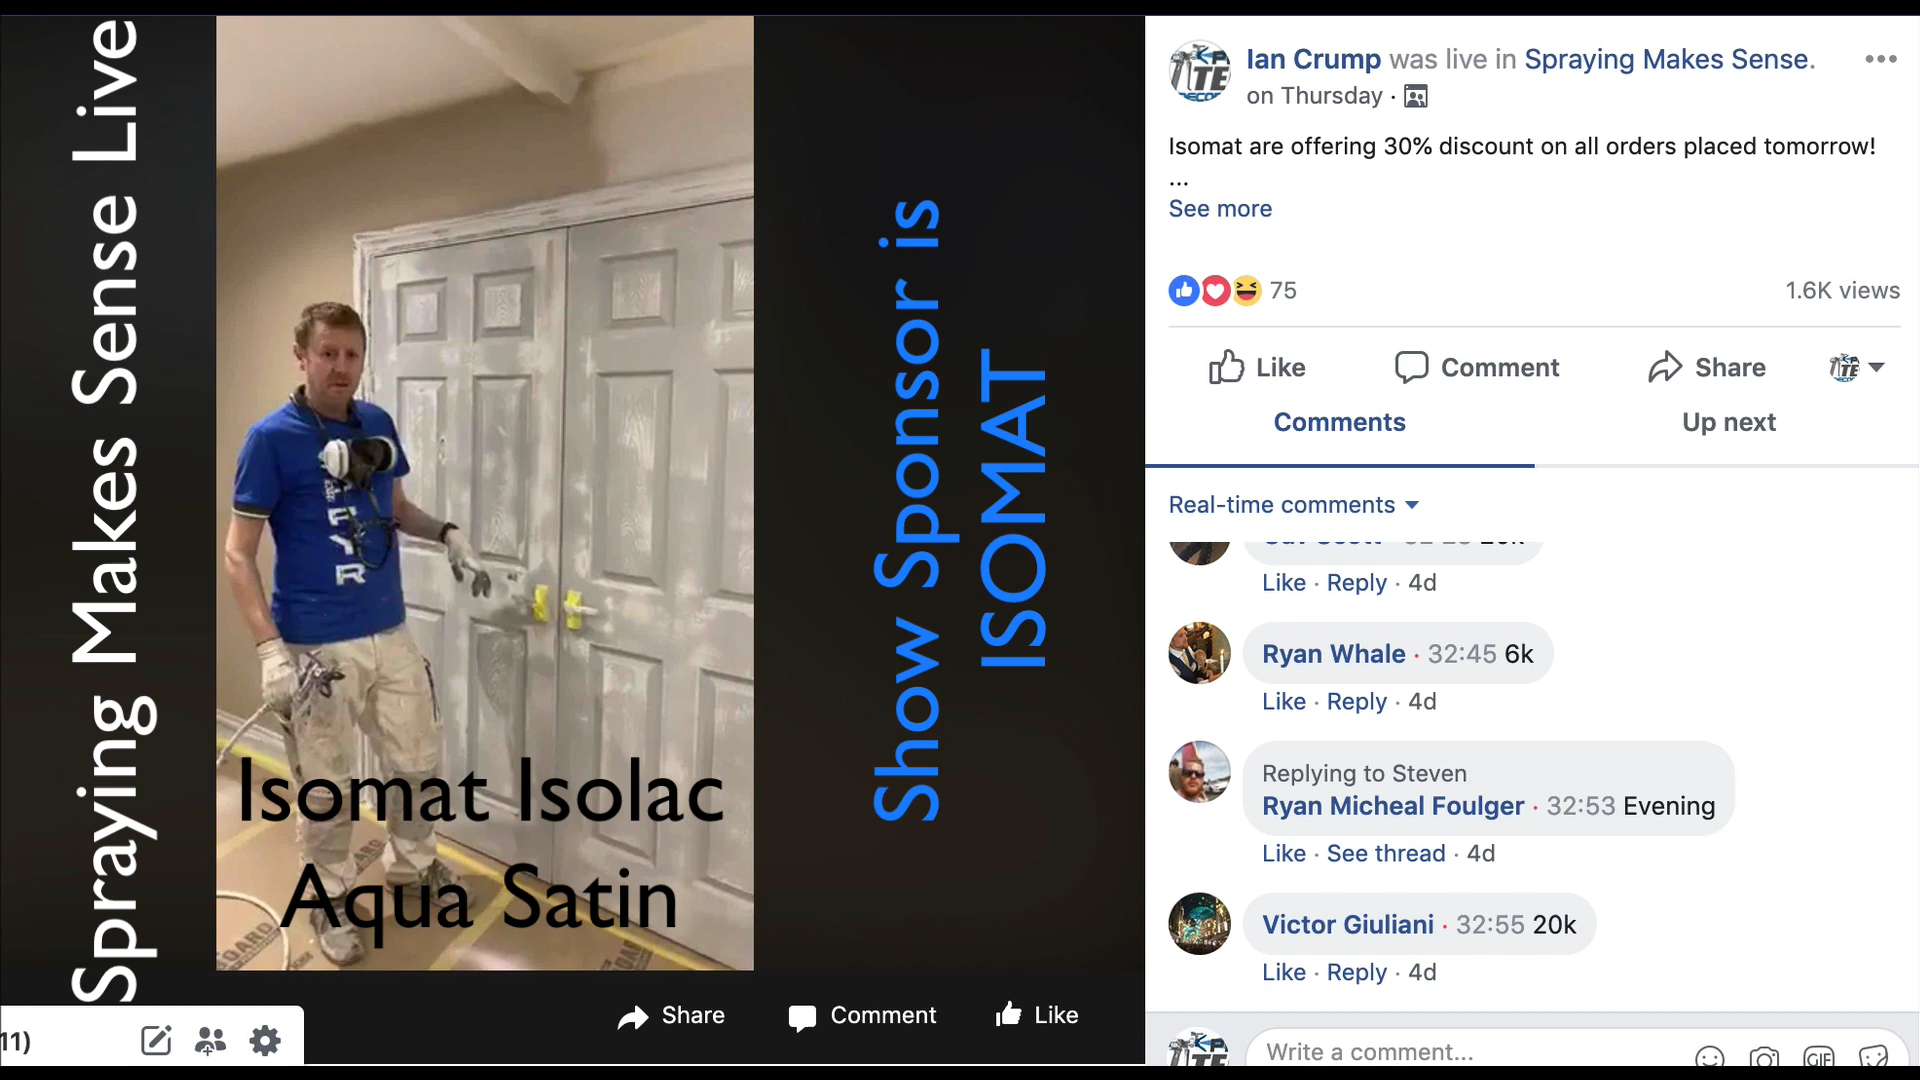 Spraying Makes Sense Live
Isomat Isolac
Aqua Satin
Show Sponsor is
ISOMAT
Share
Comment
Like
11)
Ian Crump was live in Spraying Makes Sense.
on Thursday ·
Isomat are offering 30% discount on all orders placed tomorrow!
...
See more
75
1.6K views
Like
Comment
Share
Comments
Up next
Real-time comments
Like · Reply · 4d
Ryan Whale · 32:45 6k
Like · Reply · 4d
Replying to Steven
Ryan Micheal Foulger · 32:53 Evening
Like · See thread · 4d
Victor Giuliani · 32:55 20k
Like · Reply · 4d
Write a comment...
GIF